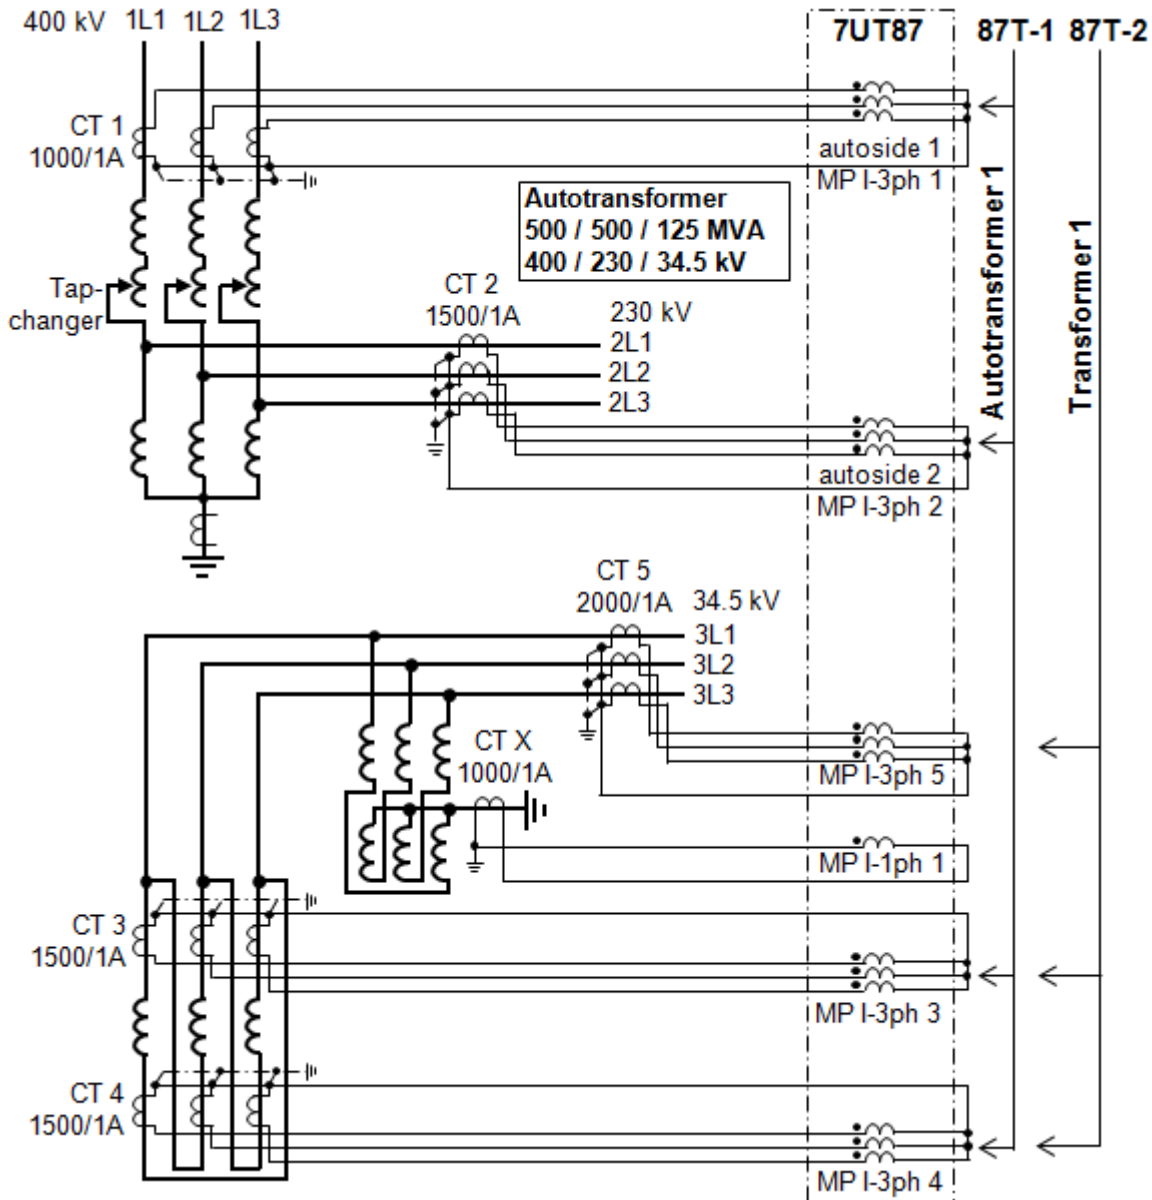 400 kV 1L1 1L2 1L3
7UT87 87T-1 87T-2
CT 1
1000/1A
autoside 1
MP I-3ph 1
Autotransformer
500 / 500 / 125 MVA
400 / 230 / 34.5 kV
Autotransformer 1
Transformer 1
Tap-
changer
CT 2
1500/1A
230 kV
2L1
2L2
2L3
autoside 2
MP I-3ph 2
CT 5
2000/1A
34.5 kV
3L1
3L2
3L3
CT X
1000/1A
MP I-3ph 5
MP I-1ph 1
CT 3
1500/1A
MP I-3ph 3
CT 4
1500/1A
MP I-3ph 4